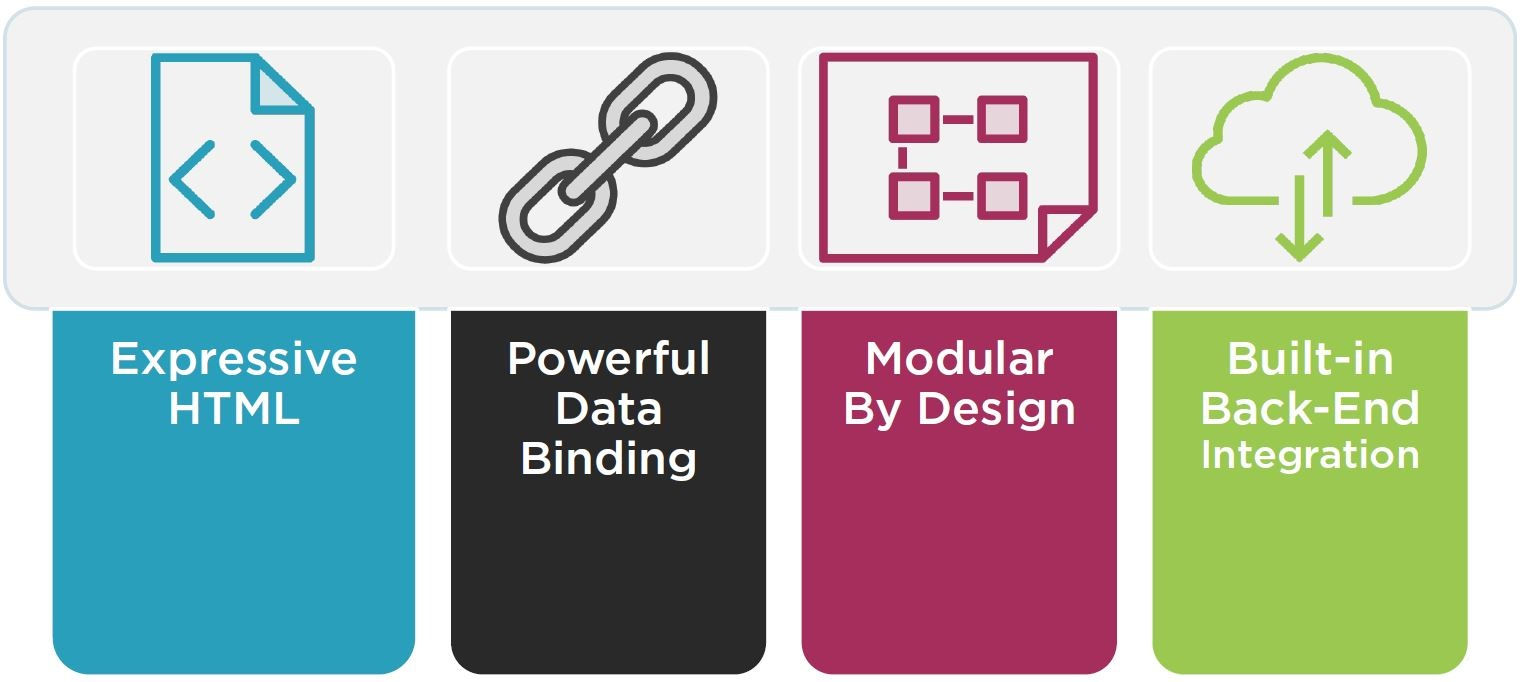 Expressive
HTML
Powerful
Data
Binding
Modular
By Design
Built-in
Back-End
Integration